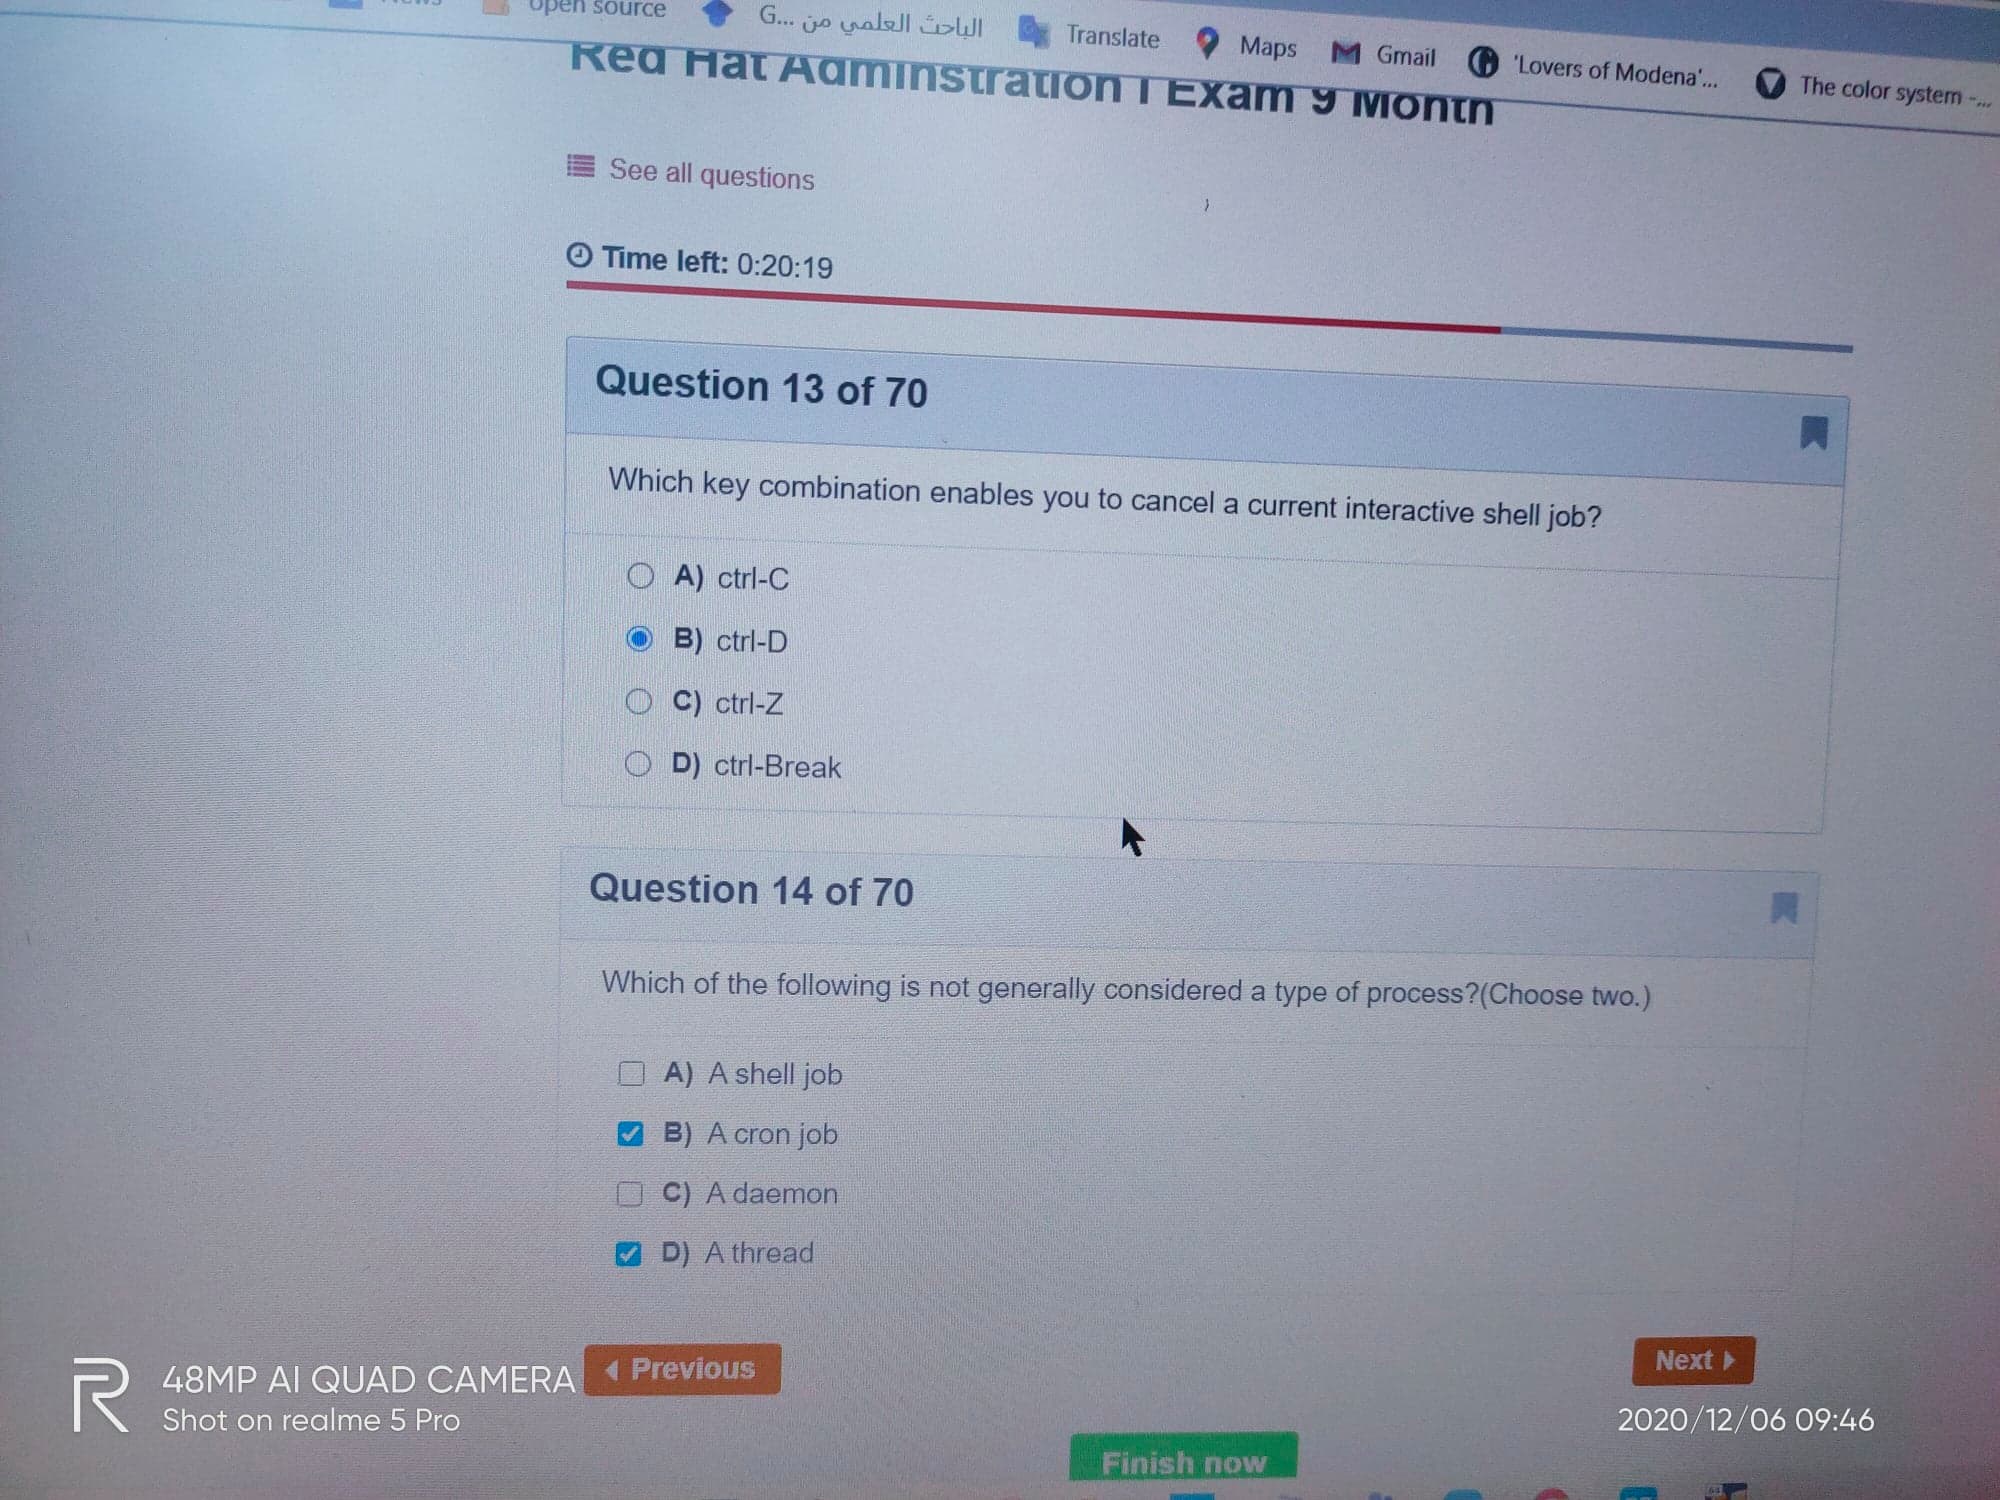 open source
G... الباحث العلمي من
Translate
Maps
Gmail
'Lovers of Modena'...
The color system -...
Red Hat Adminstration I Exam 9 Month
See all questions
Time left: 0:20:19
Question 13 of 70
Which key combination enables you to cancel a current interactive shell job?
A) ctrl-C
B) ctrl-D
C) ctrl-Z
D) ctrl-Break
Question 14 of 70
Which of the following is not generally considered a type of process?(Choose two.)
A) A shell job
B) A cron job
C) A daemon
D) A thread
Previous
Next
Finish now
R
48MP AI QUAD CAMERA
Shot on realme 5 Pro
2020/12/06 09:46